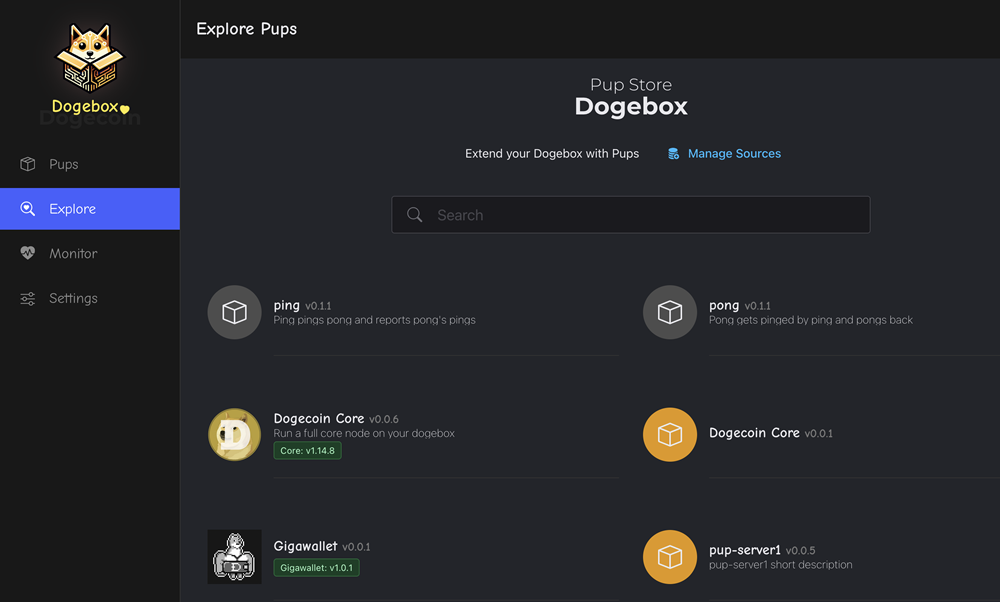 Explore Pups
Dogebox
Dogecoin
Pups
Explore
Monitor
Settings
Pup Store
Dogebox
Extend your Dogebox with Pups
Manage Sources
Search
ping v0.1.1
Ping pings pong and reports pong's pings
pong v0.1.1
Pong gets pinged by ping and pongs back
Dogecoin Core v0.0.6
Run a full core node on your dogebox
Core: v1.14.8
Dogecoin Core v0.0.1
Gigawallet v0.0.1
Gigawallet: v1.0.1
pup-server1 v0.0.5
pup-server1 short description